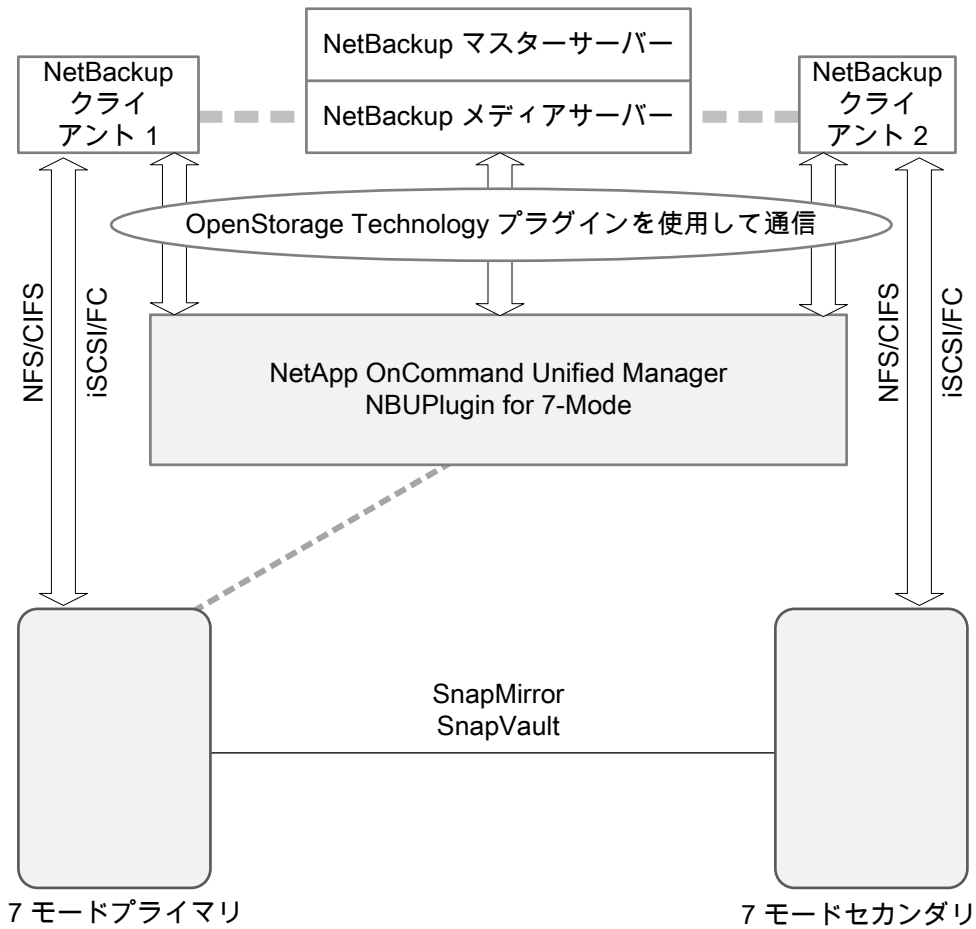 NetBackup マスターサーバー
NetBackup メディアサーバー
NetBackup
クライ
アント 1
NetBackup
クライ
アント 2
OpenStorage Technology プラグインを使用して通信
NFS/CIFS
iSCSI/FC
NFS/CIFS
iSCSI/FC
NetApp OnCommand Unified Manager
NBUPlugin for 7-Mode
SnapMirror
SnapVault
7 モードプライマリ
7 モードセカンダリ